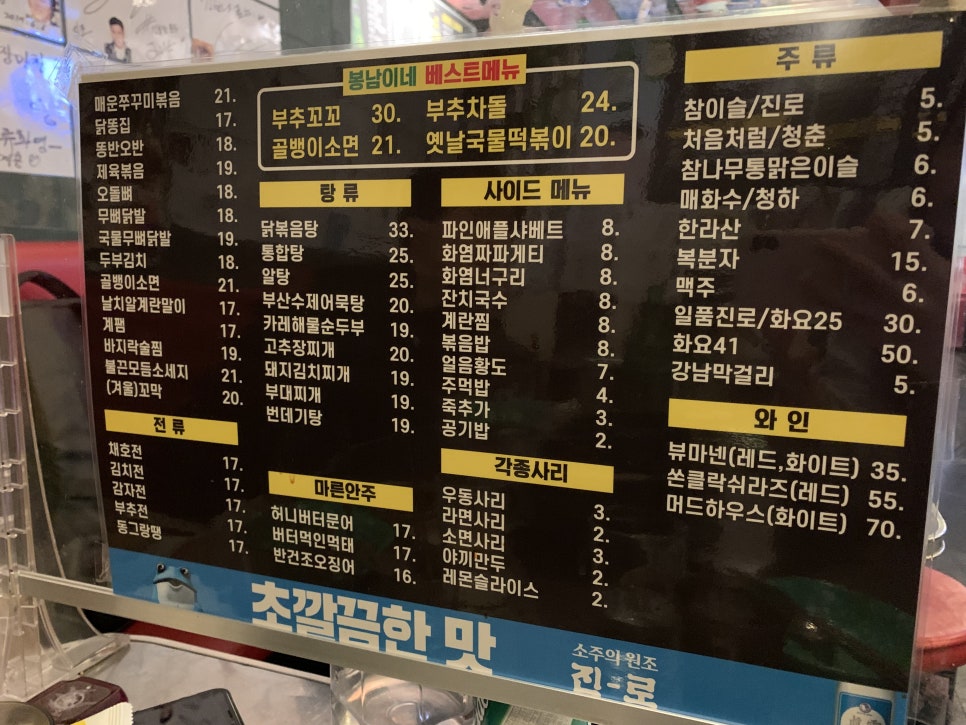 봉남이네 베스트메뉴
부추꼬꼬 30. 부추차돌 24.
골뱅이소면 21. 옛날국물떡볶이 20.
매운쭈꾸미볶음 21.
닭똥집 17.
똥반오반 18.
제육볶음 19.
오돌뼈 18.
무뼈닭발 18.
국물무뼈닭발 19.
두부김치 18.
골뱅이소면 21.
날치알계란말이 17.
계팸 17.
바지락술찜 19.
불끈모듬소세지 21.
(겨울)꼬막 20.
전 류
채호전 17.
김치전 17.
감자전 17.
부추전 17.
동그랑땡 17.
탕 류
닭볶음탕 33.
통합탕 25.
알탕 25.
부산수제어묵탕 20.
카레해물순두부 19.
고추장찌개 20.
돼지김치찌개 19.
부대찌개 19.
번데기탕 19.
마른안주
허니버터문어 17.
버터먹인먹태 17.
반건조오징어 16.
사이드 메뉴
파인애플샤베트 8.
화염짜파게티 8.
화염너구리 8.
잔치국수 8.
계란찜 8.
볶음밥 8.
얼음황도 7.
주먹밥 4.
죽추가 3.
공기밥 2.
각종사리
우동사리 3.
라면사리 2.
소면사리 3.
야끼만두 2.
레몬슬라이스 2.
주 류
참이슬/진로 5.
처음처럼/청춘 5.
참나무통맑은이슬 6.
매화수/청하 6.
한라산 7.
복분자 15.
맥주 6.
일품진로/화요25 30.
화요41 50.
강남막걸리 5.
와 인
뷰마넨(레드,화이트) 35.
쏜클락쉬라즈(레드) 55.
머드하우스(화이트) 70.
초깔끔한 맛
소주의 원조
진-로